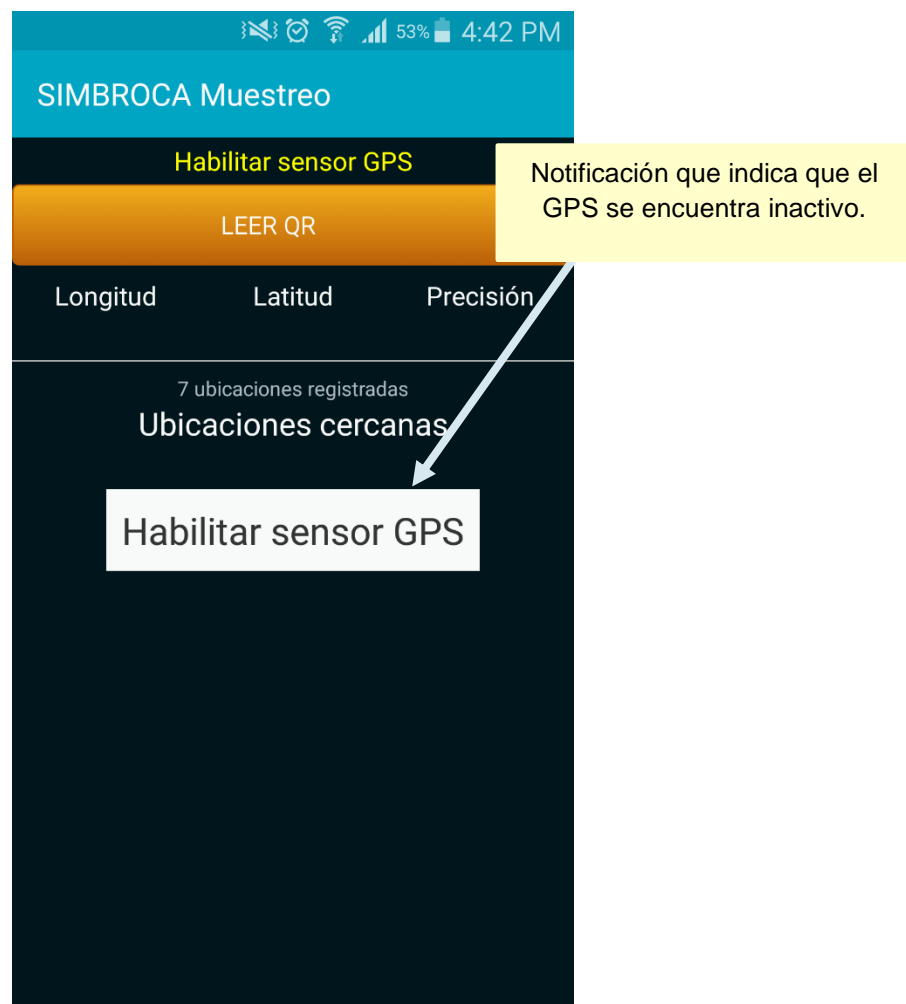 53% 4:42 PM
SIMBROCA Muestreo
Habilitar sensor GPS
Notificación que indica que el
GPS se encuentra inactivo.
LEER QR
Longitud Latitud Precisión
7 ubicaciones registradas
Ubicaciones cercanas
Habilitar sensor GPS